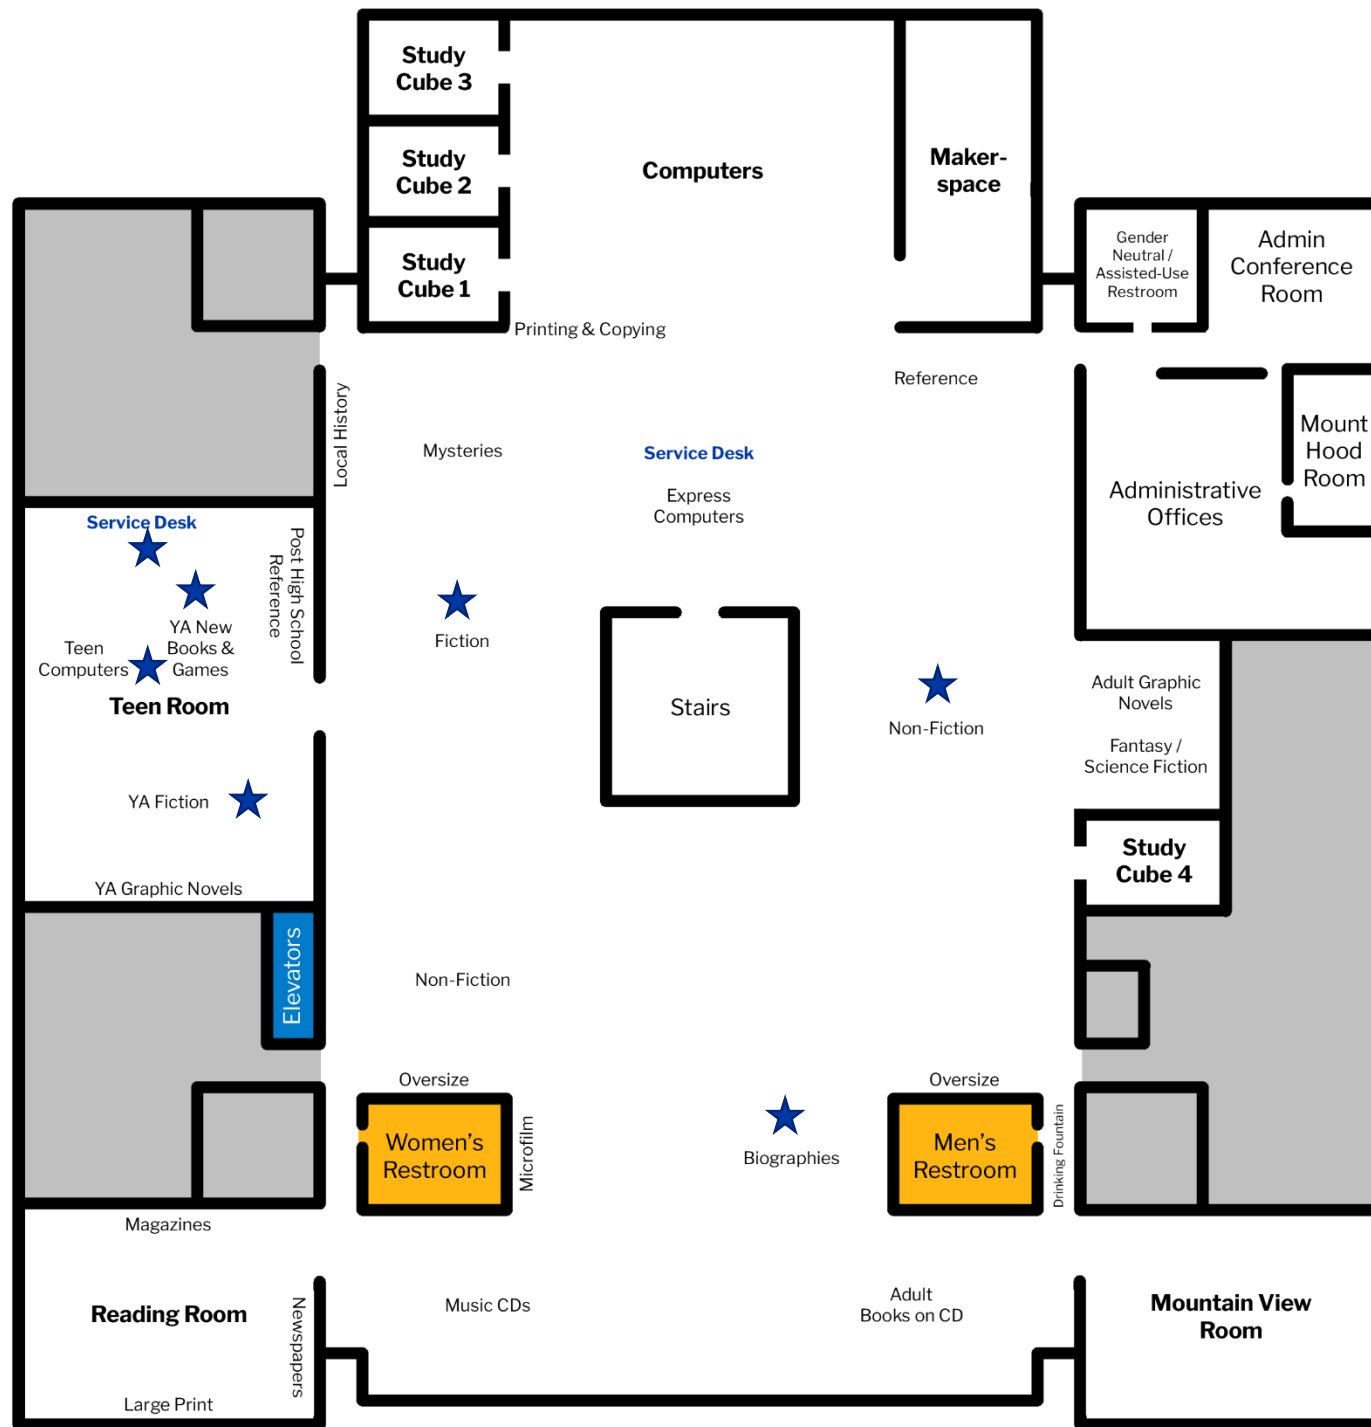 Study
Cube 3
Study
Cube 2
Study
Cube 1
Computers
Maker-
space
Gender
Neutral /
Assisted-Use
Restroom
Admin
Conference
Room
Printing & Copying
Reference
Local History
Mysteries
Service Desk
Express
Computers
Administrative
Offices
Mount
Hood
Room
Service Desk
Post High School
Reference
YA New
Books &
Games
Teen
Computers
Teen Room
Fiction
Stairs
Non-Fiction
Adult Graphic
Novels
Fantasy /
Science Fiction
YA Fiction
YA Graphic Novels
Study
Cube 4
Elevators
Non-Fiction
Oversize
Women's
Restroom
Microfilm
Biographies
Oversize
Men's
Restroom
Drinking Fountain
Magazines
Reading Room
Newspapers
Large Print
Music CDs
Adult
Books on CD
Mountain View
Room